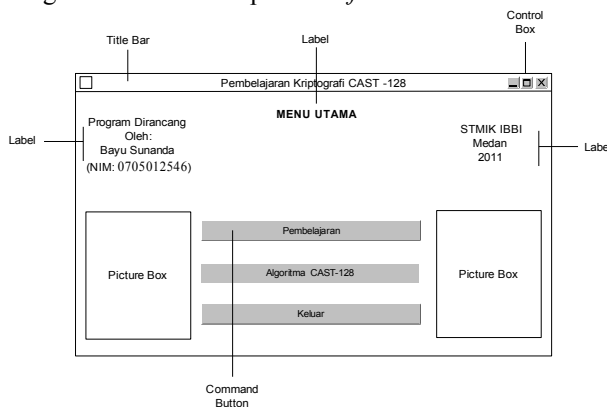 Control
Box
Title Bar
Label
Pembelajaran Kriptografi CAST -128
MENU UTAMA
Program Dirancang
Oleh:
Bayu Sunanda
(NIM: 0705012546)
STMIK IBBI
Medan
2011
Label
Labe
Pembelajaran
Picture Box
Algoritma CAST-128
Picture Box
Keluar
Command
Button